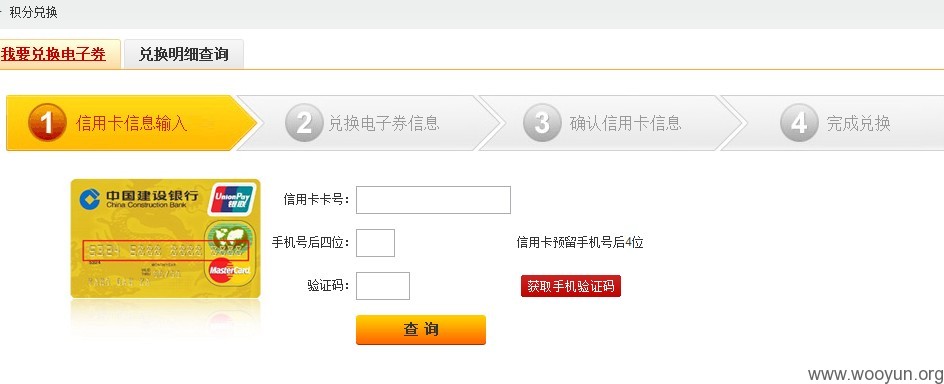 积分兑换
我要兑换电子券 兑换明细查询
1 信用卡信息输入 2 兑换电子券信息 3 确认信用卡信息 4 完成兑换
中国建设银行
China Construction Bank
UnionPay
银联
MasterCard
信用卡卡号：
手机号后四位： 信用卡预留手机号后4位
验证码： 获取手机验证码
查 询
www.wooyun.org